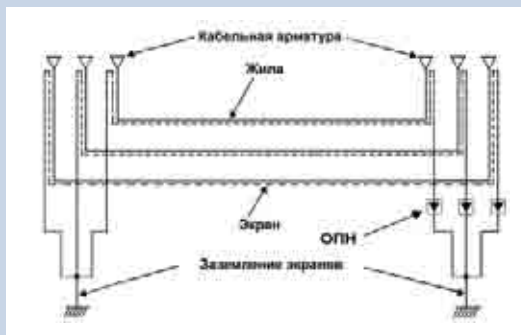 Кабельная арматура
Жила
Экран
ОПН
Заземление экранов